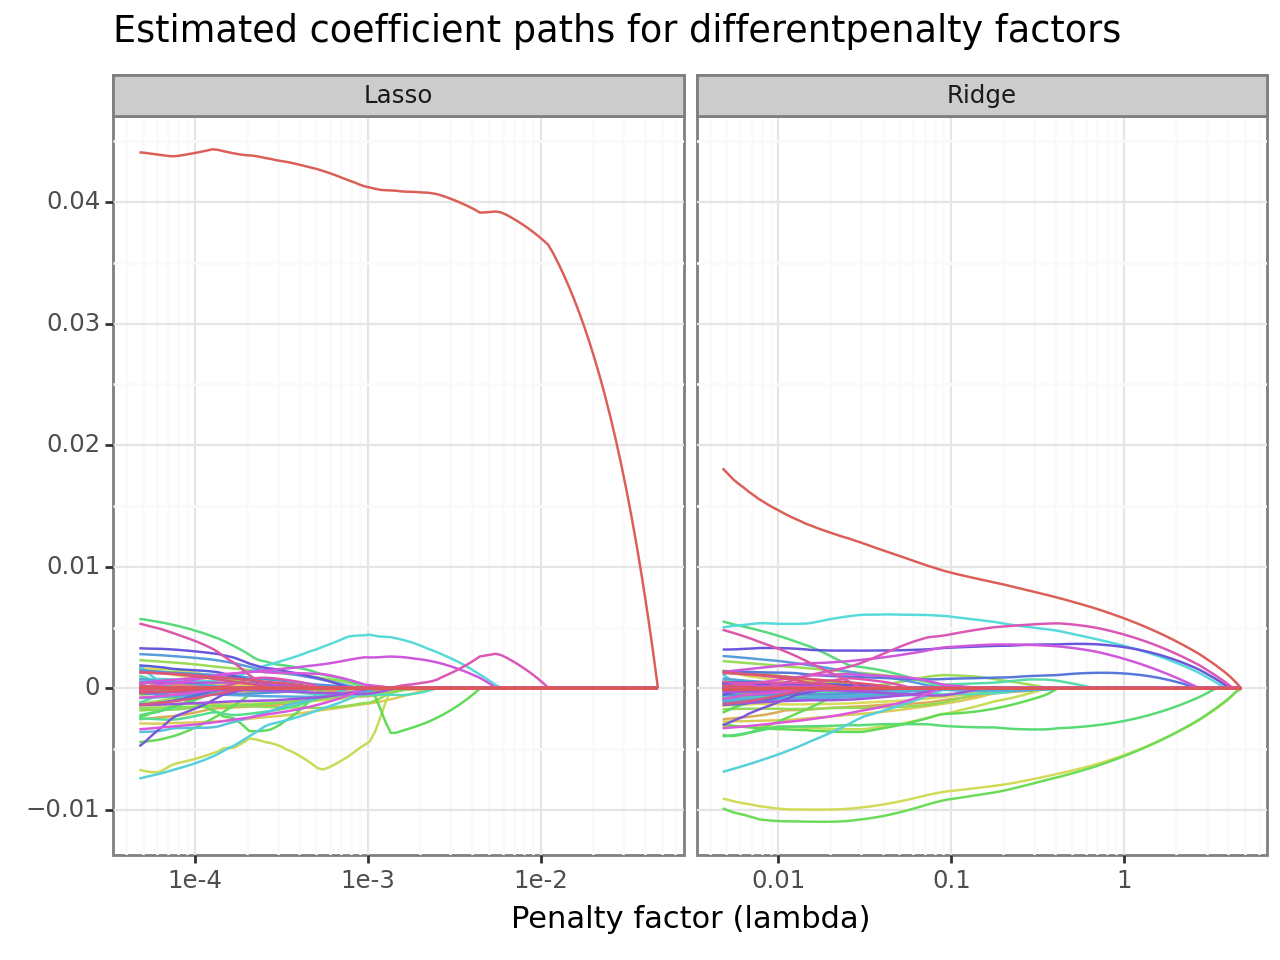 Estimated coefficient paths for differentpenalty factors
Lasso
Ridge
0.04
0.03
0.02
0.01
0
−0.01
1e-4 1e-3 1e-2
0.01 0.1 1
Penalty factor (lambda)